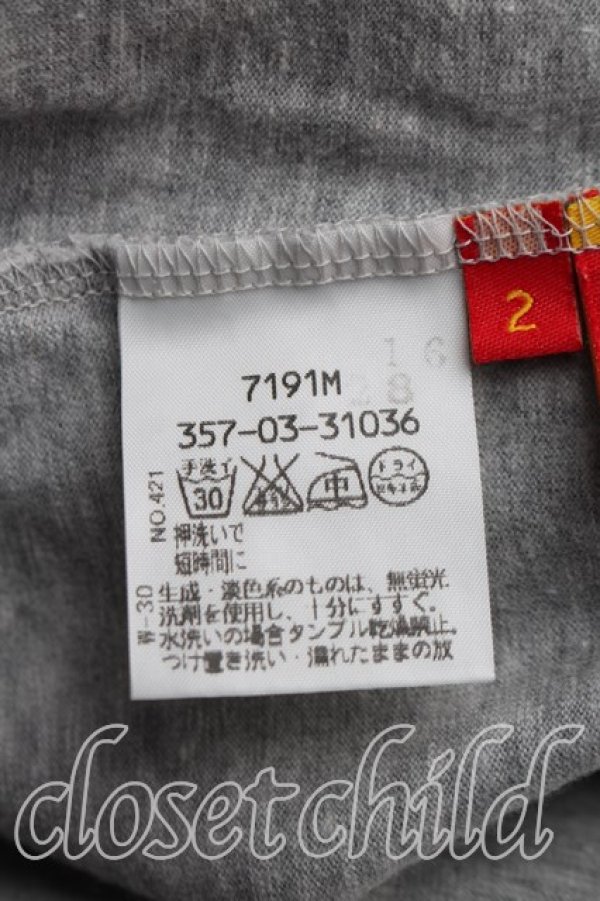 2
7191M
357-03-31036
NO.421
手洗イ
30
中
ドライ
押洗いで
短時間に
W-30
生成・淡色系のものは、無蛍光
洗剤を使用し、十分にすすぐ。
水洗いの場合タンブル乾燥禁止。
つけ置き洗い・濡れたままの放
closet child